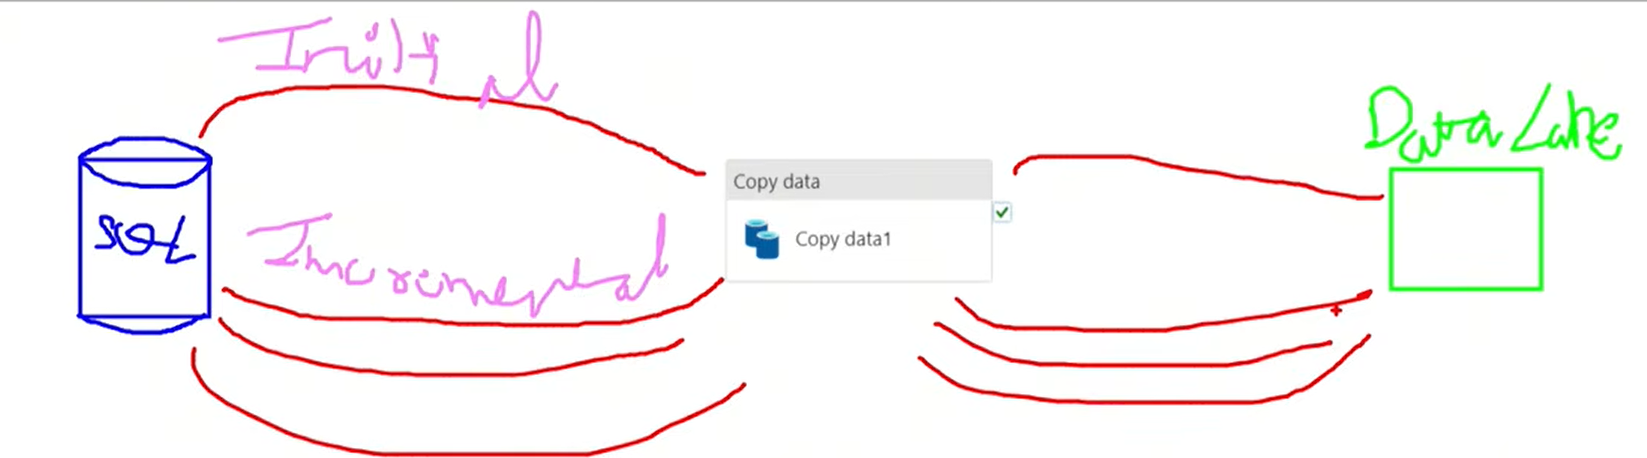 Initial
Data Lake
Copy data
SQL
Incremental
Copy data1